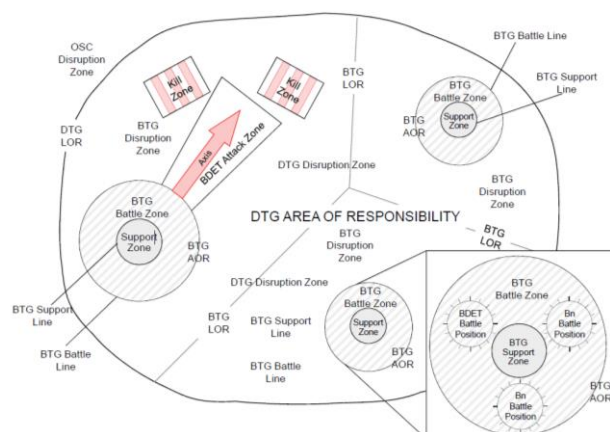 OSC
Disruption
Zone
DTG
LOR
Kill
Zone
Kill
Zone
BTG
Disruption
Zone
Axis
BDET Attack Zone
BTG
LOR
DTG Disruption Zone
BTG Battle Line
BTG Support
Line
BTG
Battle Zone
Support
Zone
BTG
AOR
BTG
Disruption
Zone
BTG
Battle Zone
Support
Zone
BTG
AOR
DTG AREA OF RESPONSIBILITY
BTG
Disruption
Zone
BTG
LOR
DTG Disruption Zone
BTG Support
Line
BTG Battle
Line
BTG
LOR
BTG Support
Line
BTG Battle
Line
BTG
Battle Zone
Support
Zone
BTG
AOR
BTG
Battle Zone
BDET
Battle
Position
Bn
Battle
Position
BTG
Support
Zone
Bn
Battle
Position
BTG
AOR